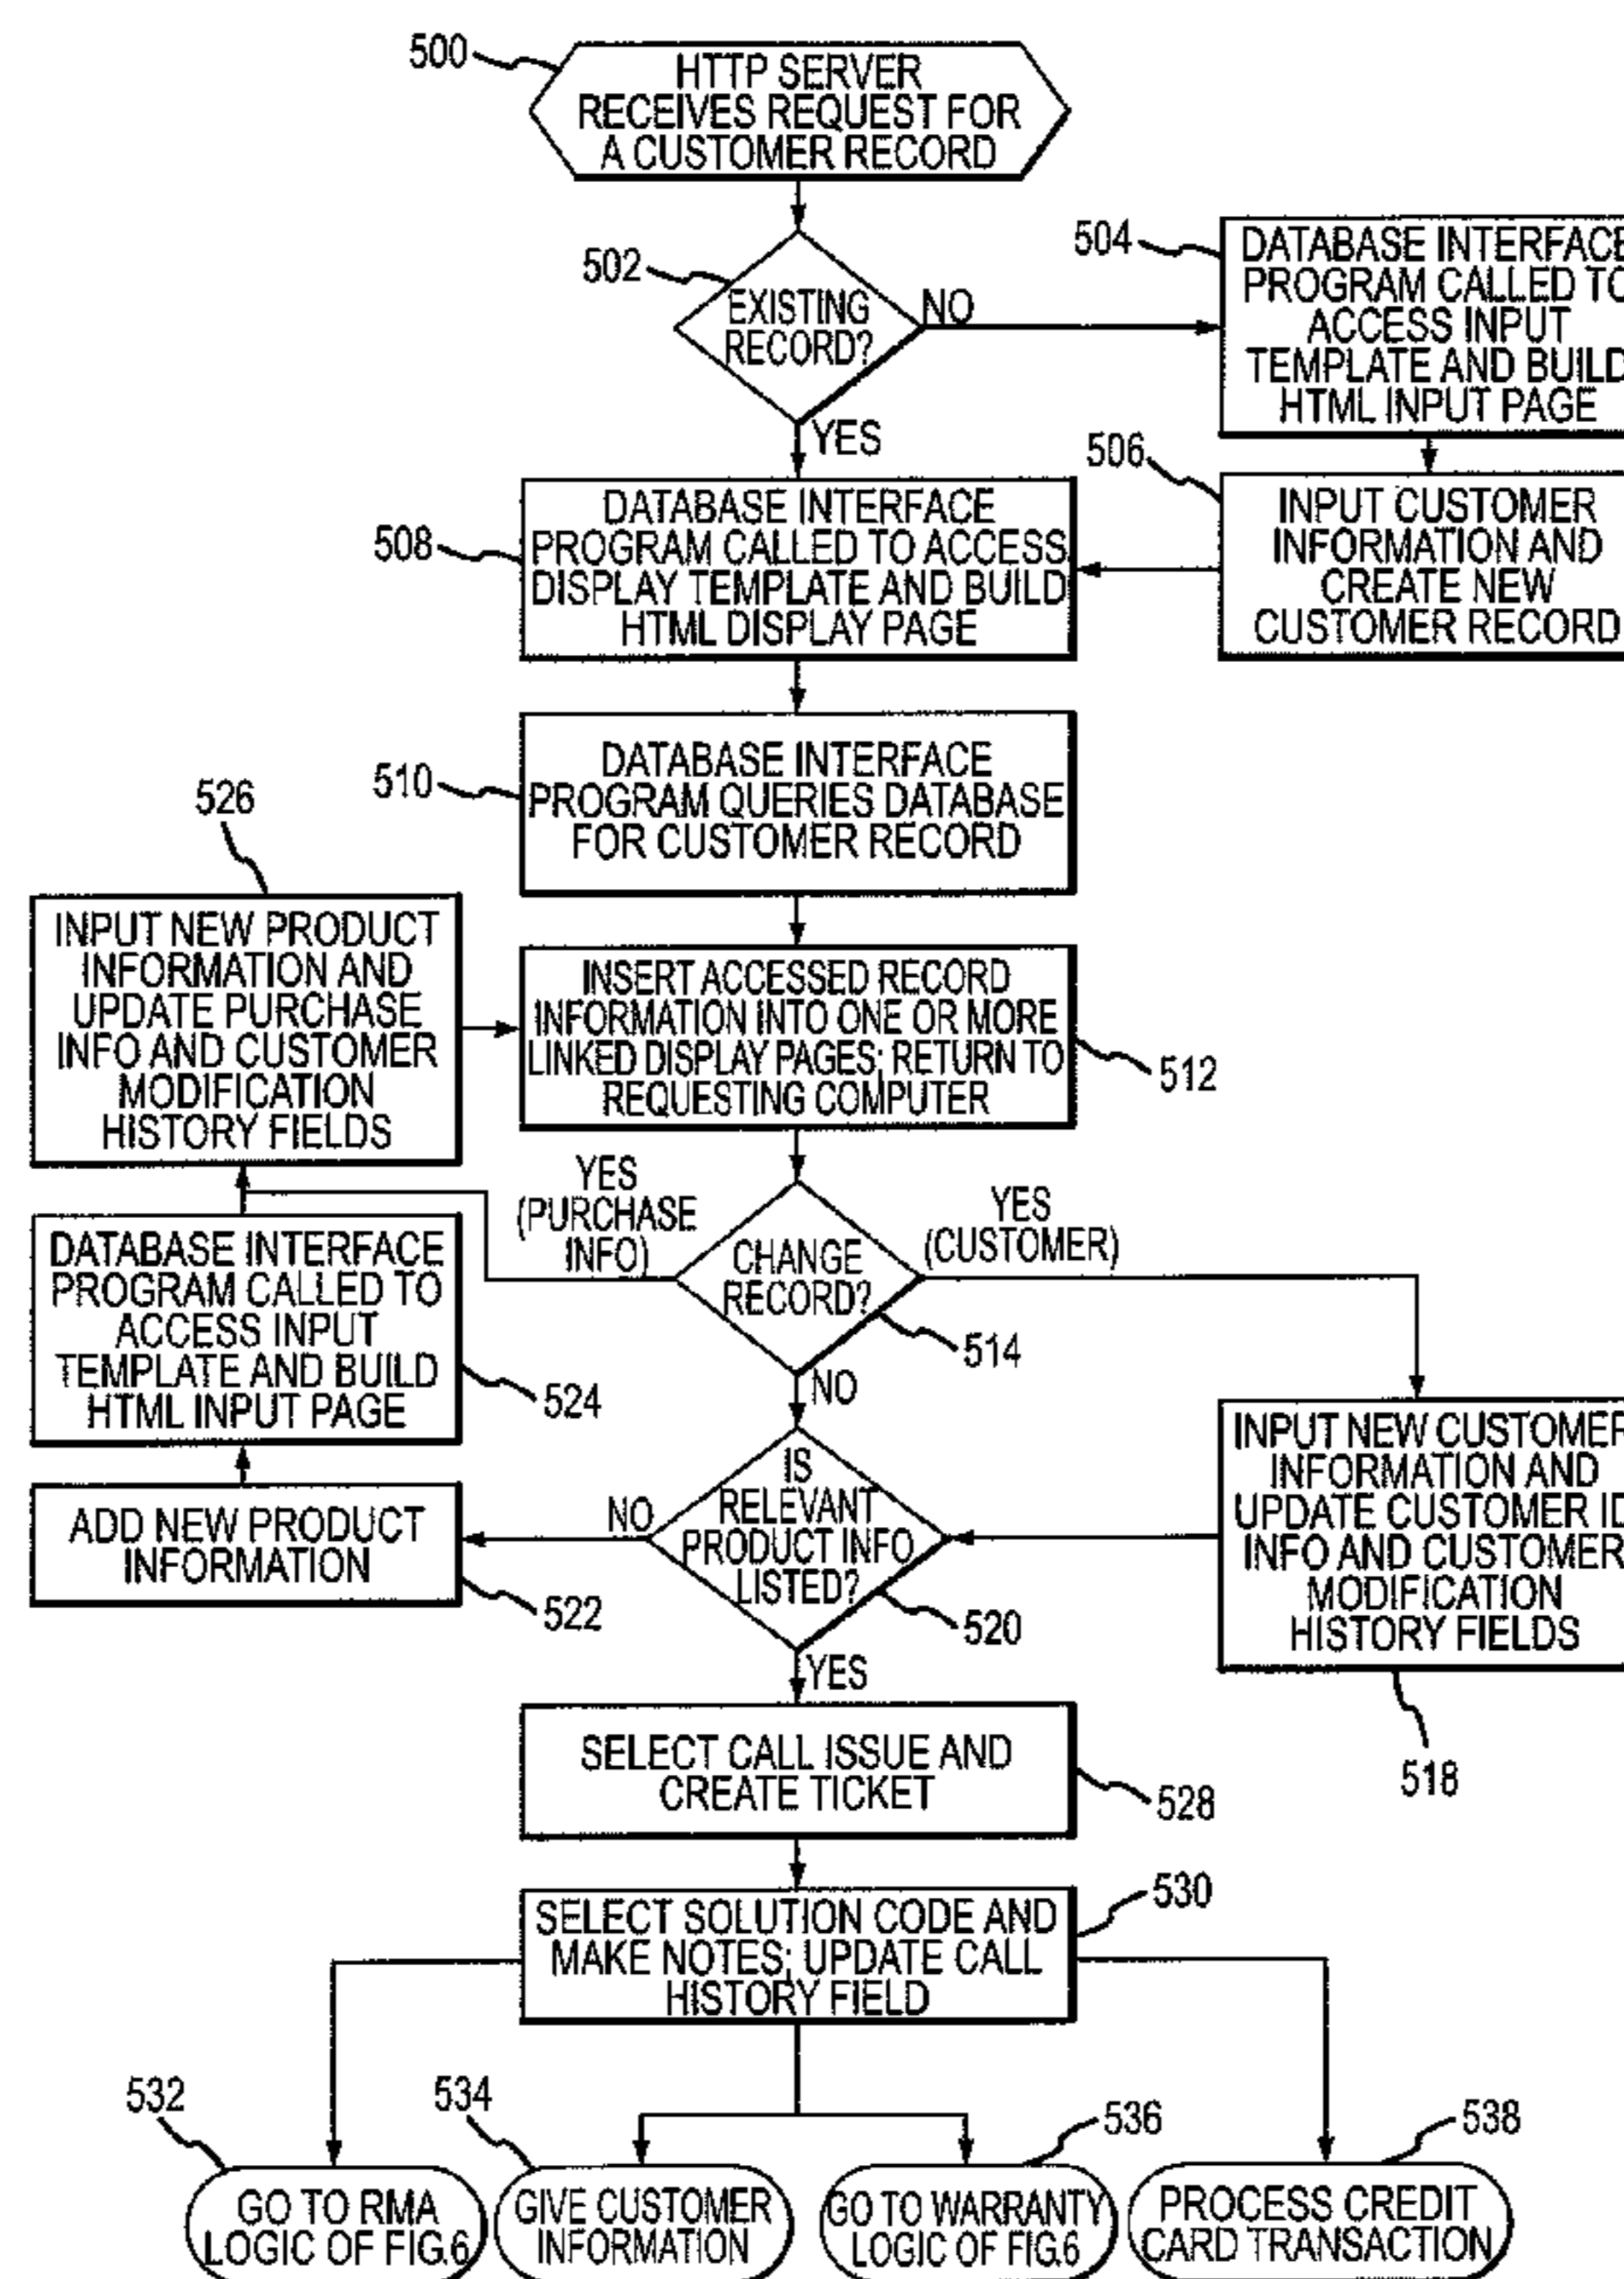 500
HTTP SERVER
RECEIVES REQUEST FOR
A CUSTOMER RECORD
502
EXISTING
RECORD?
NO
YES
504
DATABASE INTERFACE
PROGRAM CALLED TO
ACCESS INPUT
TEMPLATE AND BUILD
HTML INPUT PAGE
506
INPUT CUSTOMER
INFORMATION AND
CREATE NEW
CUSTOMER RECORD
508
DATABASE INTERFACE
PROGRAM CALLED TO ACCESS
DISPLAY TEMPLATE AND BUILD
HTML DISPLAY PAGE
510
DATABASE INTERFACE
PROGRAM QUERIES DATABASE
FOR CUSTOMER RECORD
526
INPUT NEW PRODUCT
INFORMATION AND
UPDATE PURCHASE
INFO AND CUSTOMER
MODIFICATION
HISTORY FIELDS
INSERT ACCESSED RECORD
INFORMATION INTO ONE OR MORE
LINKED DISPLAY PAGES; RETURN TO
REQUESTING COMPUTER
512
YES
(PURCHASE
INFO)
CHANGE
RECORD?
YES
(CUSTOMER)
514
NO
DATABASE INTERFACE
PROGRAM CALLED TO
ACCESS INPUT
TEMPLATE AND BUILD
HTML INPUT PAGE
524
ADD NEW PRODUCT
INFORMATION
522
NO
IS
RELEVANT
PRODUCT INFO
LISTED?
520
YES
INPUT NEW CUSTOMER
INFORMATION AND
UPDATE CUSTOMER ID
INFO AND CUSTOMER
MODIFICATION
HISTORY FIELDS
518
SELECT CALL ISSUE AND
CREATE TICKET
528
SELECT SOLUTION CODE AND
MAKE NOTES; UPDATE CALL
HISTORY FIELD
530
532
GO TO RMA
LOGIC OF FIG.6
534
GIVE CUSTOMER
INFORMATION
536
GO TO WARRANTY
LOGIC OF FIG.6
538
PROCESS CREDIT
CARD TRANSACTION